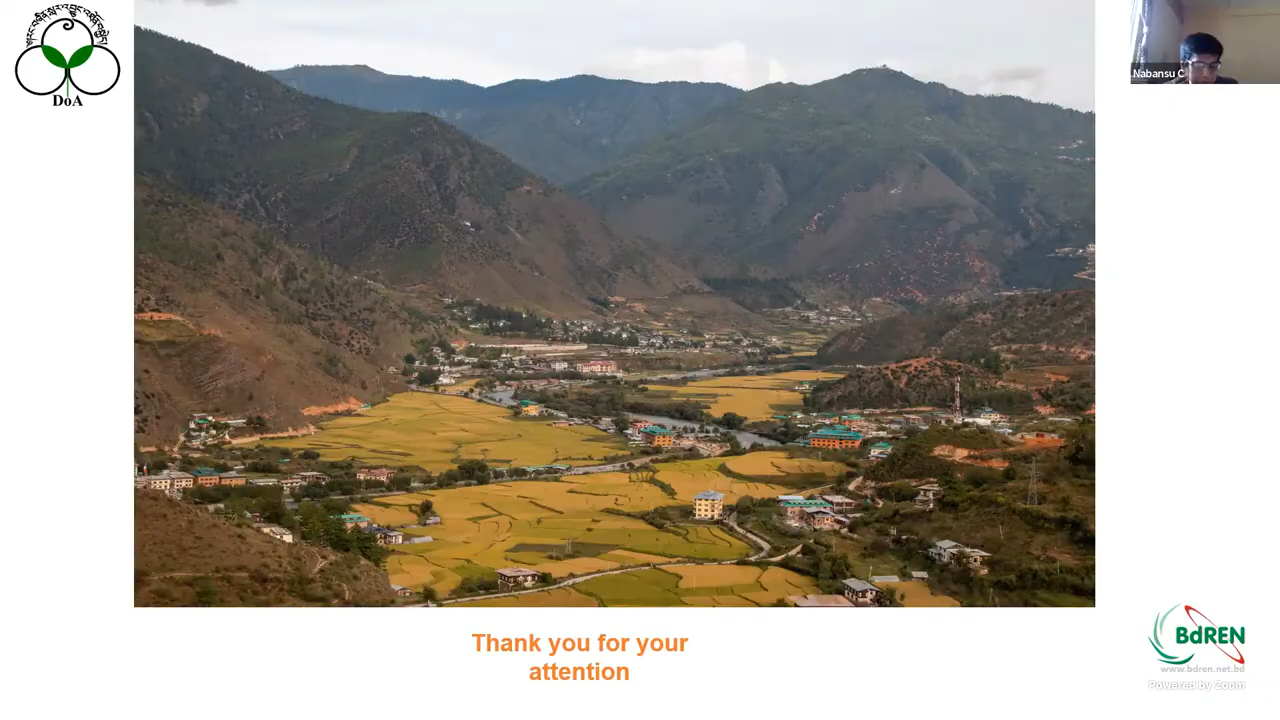 DoA
Nabansu C
Thank you for your
attention
BdREN
www.bdren.net.bd
Powered by Zoom